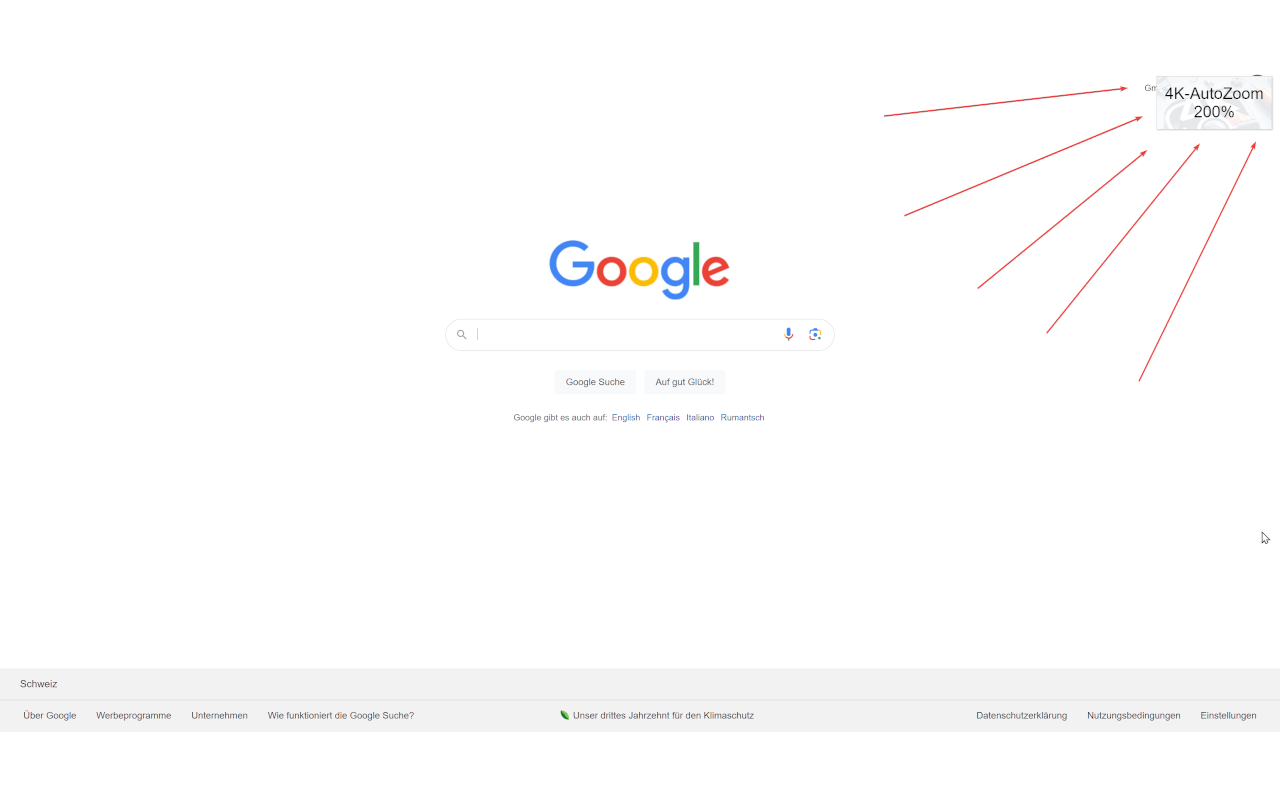 Gm
4K-AutoZoom
200%
Google
Google Suche
Auf gut Glück!
Google gibt es auch auf: English Français Italiano Rumantsch
Schweiz
Über Google Werbeprogramme Unternehmen Wie funktioniert die Google Suche?
Unser drittes Jahrzehnt für den Klimaschutz
Datenschutzerklärung Nutzungsbedingungen Einstellungen